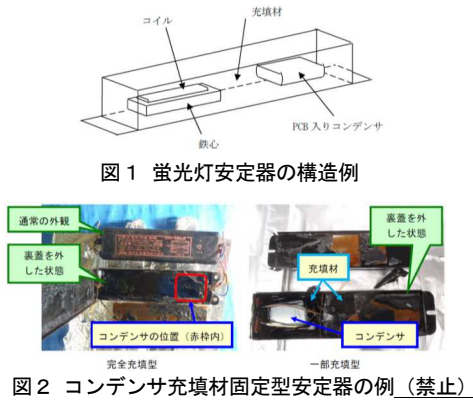 コイル
充填材
鉄心
PCB 入りコンデンサ
図1 蛍光灯安定器の構造例
通常の外観
裏蓋を外
した状態
コンデンサの位置（赤枠内）
完全充填型
裏蓋を外
した状態
充填材
コンデンサ
一部充填型
図2 コンデンサ充填材固定型安定器の例（禁止）